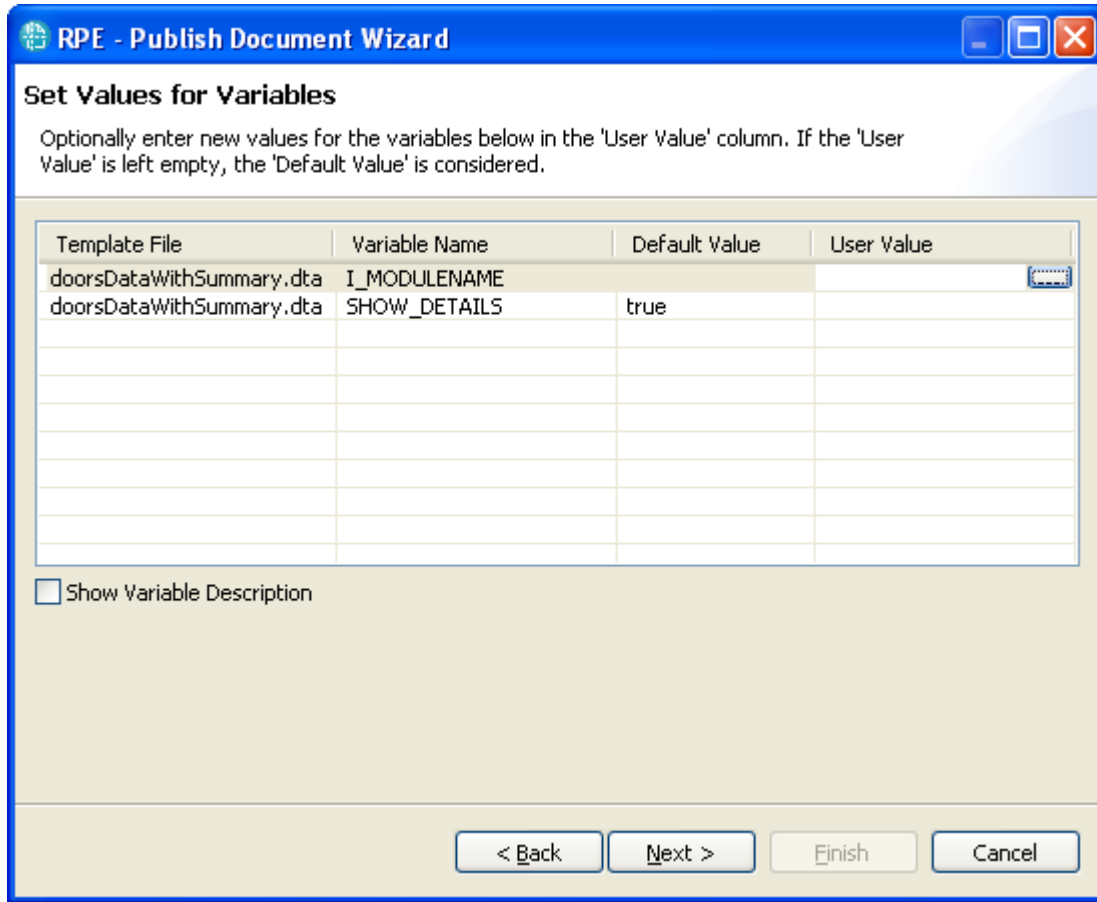 RPE - Publish Document Wizard
Set Values for Variables
Optionally enter new values for the variables below in the 'User Value' column. If the 'User
Value' is left empty, the 'Default Value' is considered.
Template File Variable Name Default Value User Value
doorsDataWithSummary.dta I_MODULENAME ...
doorsDataWithSummary.dta SHOW_DETAILS true
Show Variable Description
< Back Next > Finish Cancel